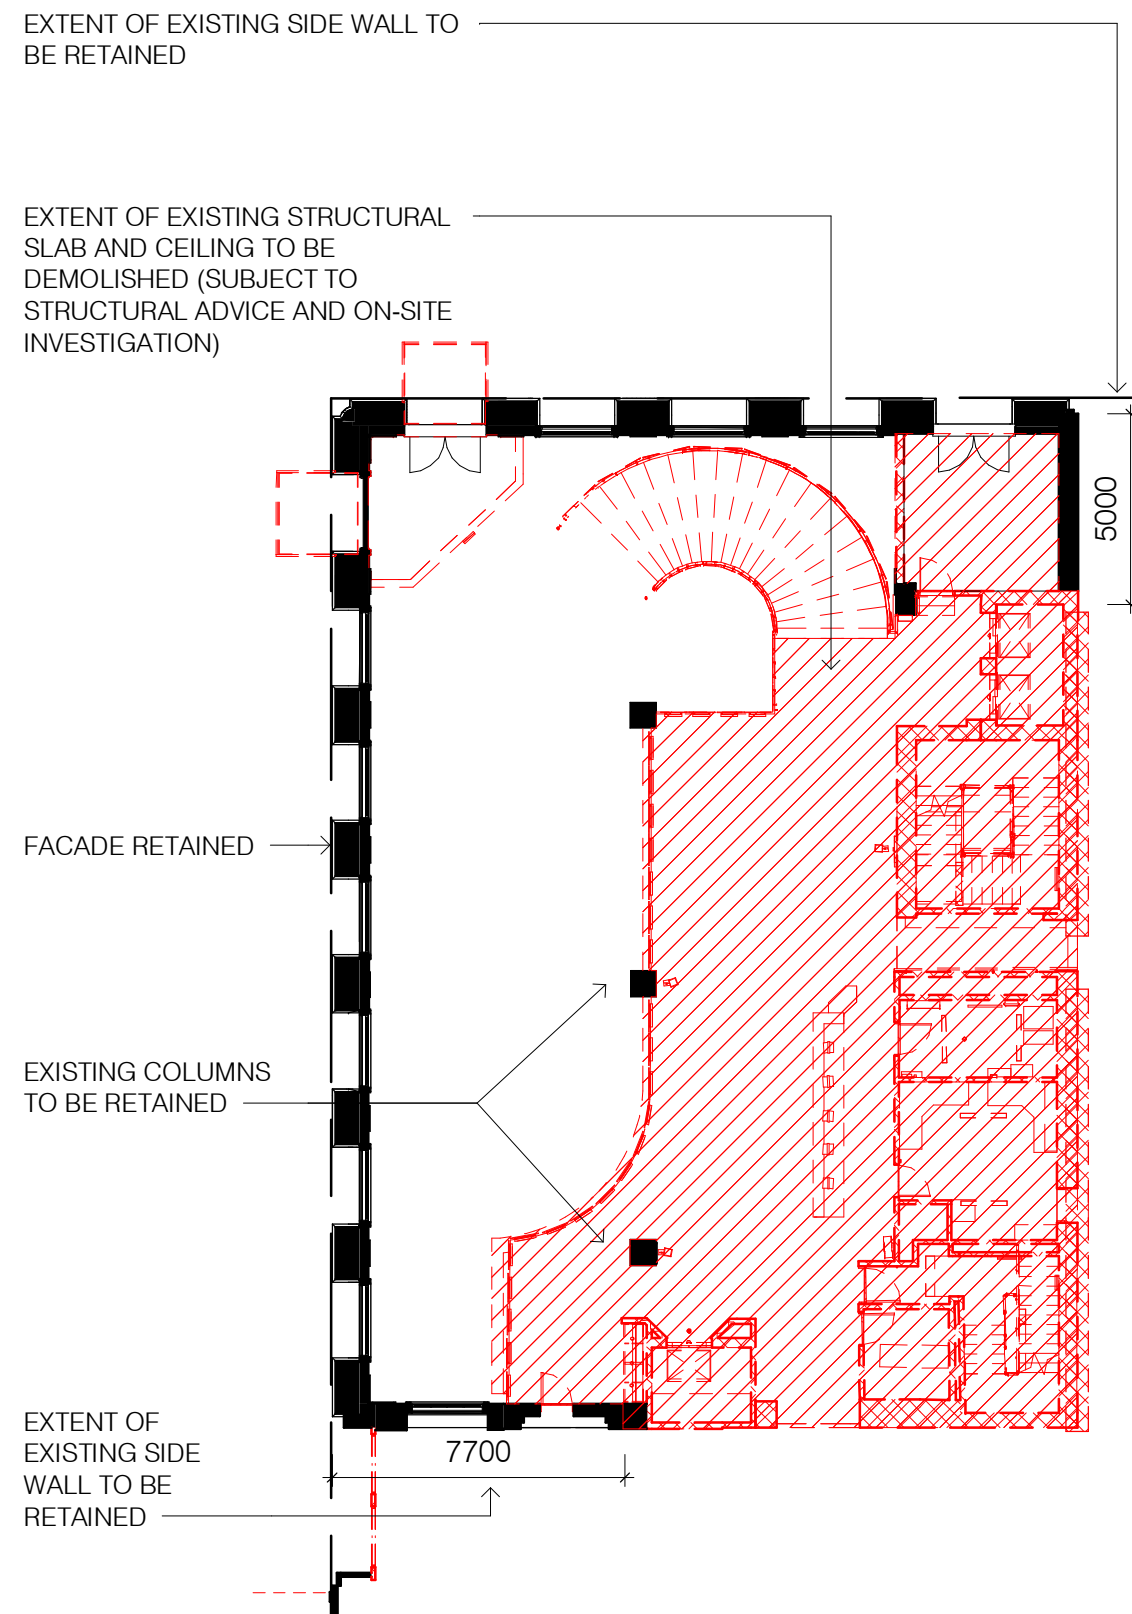 EXTENT OF EXISTING SIDE WALL TO
BE RETAINED
EXTENT OF EXISTING STRUCTURAL
SLAB AND CEILING TO BE
DEMOLISHED (SUBJECT TO
STRUCTURAL ADVICE AND ON-SITE
INVESTIGATION)
5000
FACADE RETAINED
EXISTING COLUMNS
TO BE RETAINED
EXTENT OF
EXISTING SIDE
WALL TO BE
RETAINED
7700